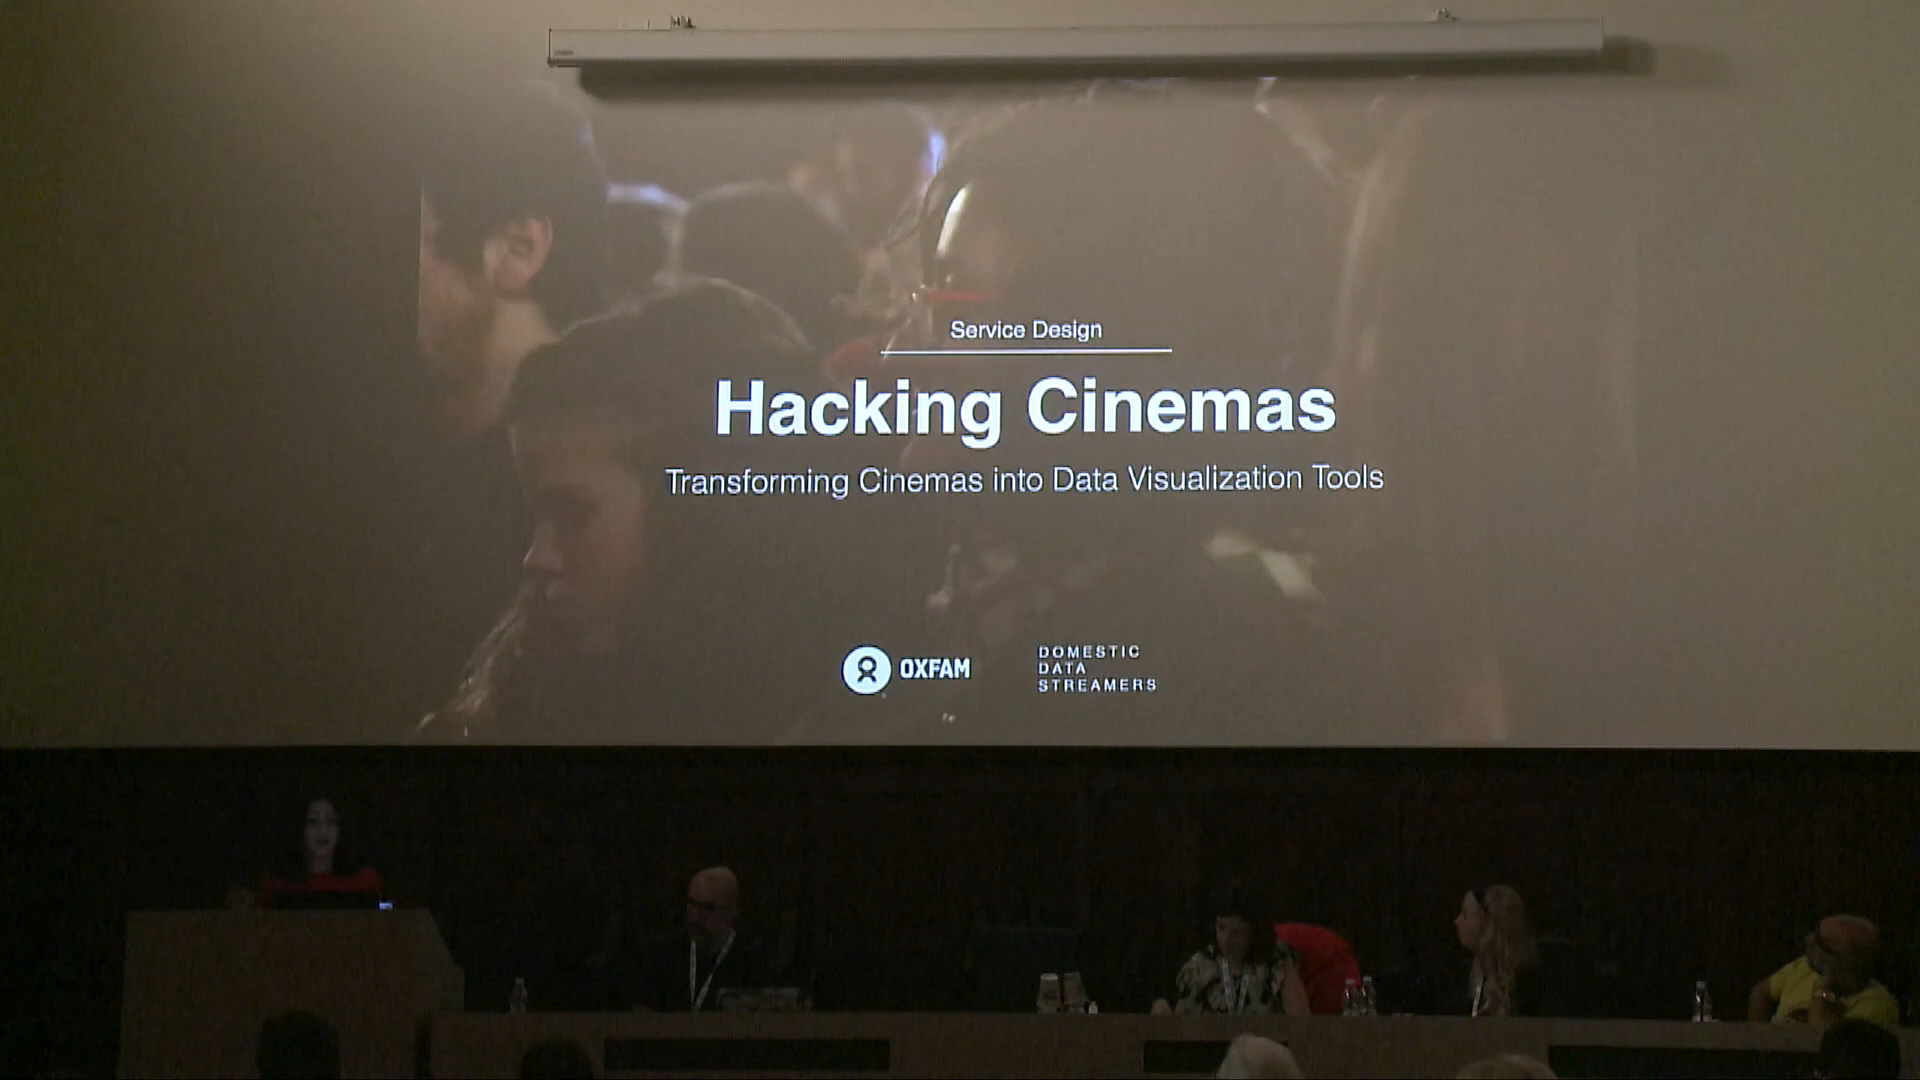 Service Design
Hacking Cinemas
Transforming Cinemas into Data Visualization Tools
OXFAM
DOMESTIC
DATA
STREAMERS